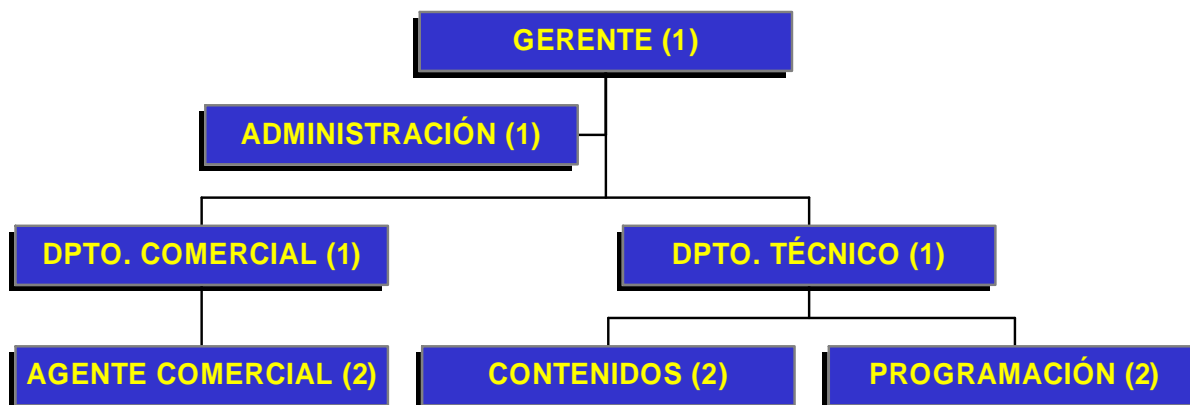 GERENTE (1)
ADMINISTRACIÓN (1)
DPTO. COMERCIAL (1)
DPTO. TÉCNICO (1)
AGENTE COMERCIAL (2)
CONTENIDOS (2)
PROGRAMACIÓN (2)